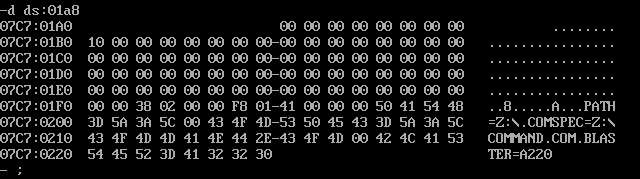 -d ds:01a8
07C7:01A0                          00 00 00 00 00 00 00 00           ........
07C7:01B0  10 00 00 00 00 00 00 00-00 00 00 00 00 00 00 00   ................
07C7:01C0  00 00 00 00 00 00 00 00-00 00 00 00 00 00 00 00   ................
07C7:01D0  00 00 00 00 00 00 00 00-00 00 00 00 00 00 00 00   ................
07C7:01E0  00 00 00 00 00 00 00 00-00 00 00 00 00 00 00 00   ................
07C7:01F0  00 00 38 02 00 00 F8 01-41 00 00 00 50 41 54 48   ..8.....A...PATH
07C7:0200  3D 5A 3A 5C 00 43 4F 4D-53 50 45 43 3D 5A 3A 5C   =Z:\.COMSPEC=Z:\
07C7:0210  43 4F 4D 4D 41 4E 44 2E-43 4F 4D 00 42 4C 41 53   COMMAND.COM.BLAS
07C7:0220  54 45 52 3D 41 32 32 30                           TER=A220
- ;